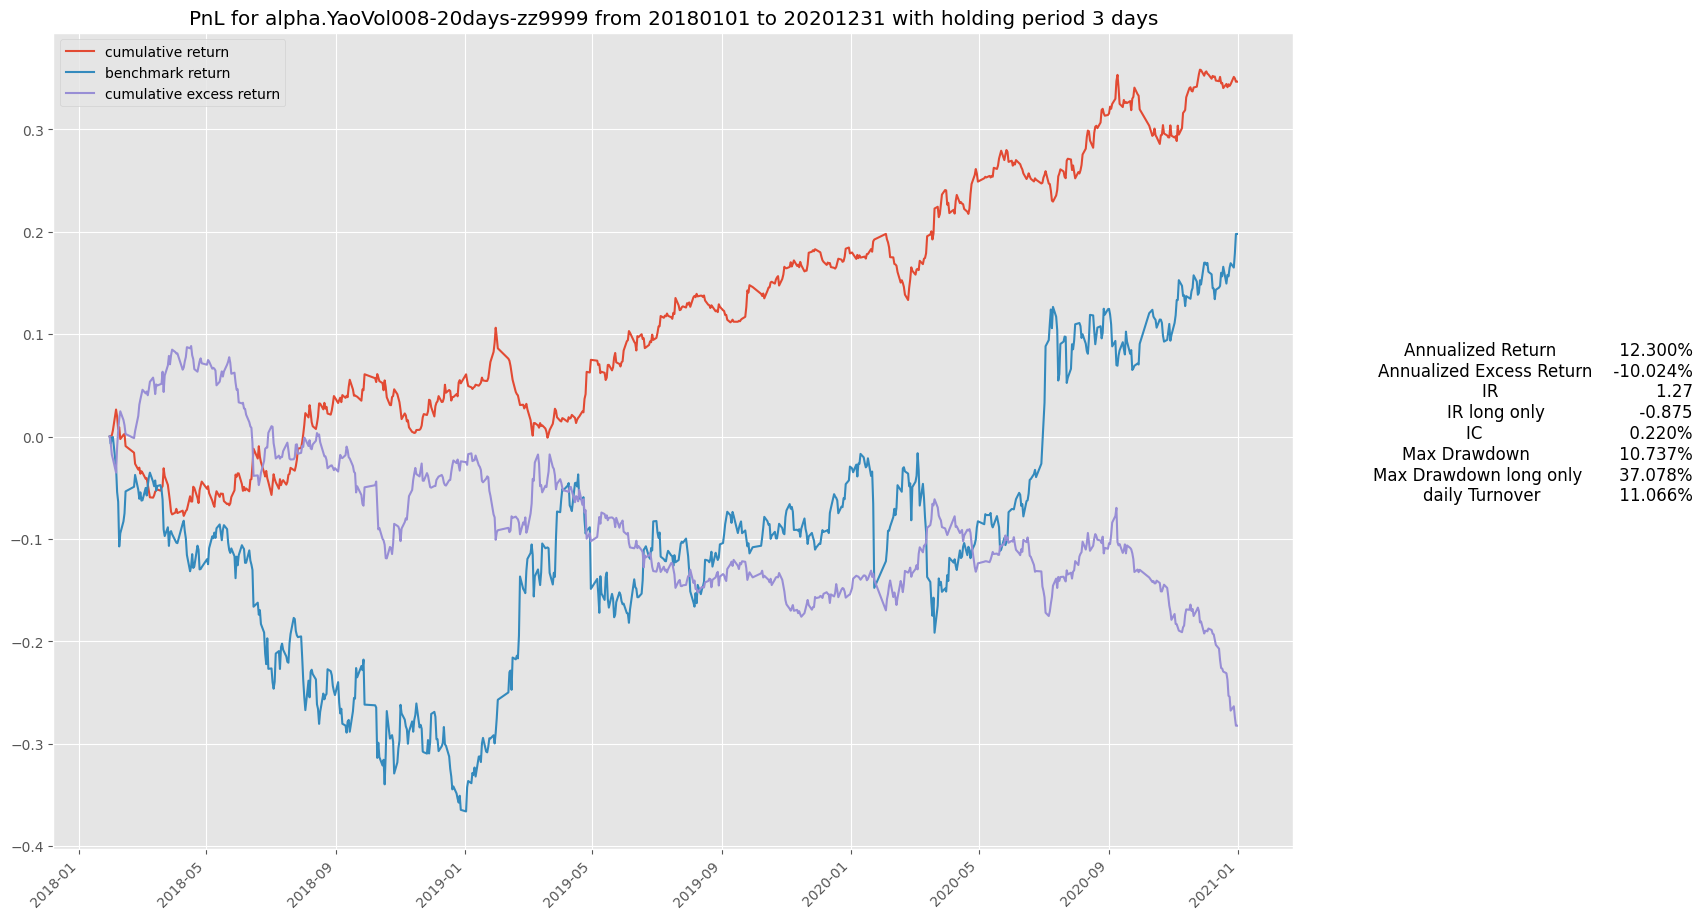 PnL for alpha.YaoVol008-20days-zz9999 from 20180101 to 20201231 with holding period 3 days
cumulative return
benchmark return
cumulative excess return
0.3
0.2
0.1
0.0
−0.1
−0.2
−0.3
−0.4
2018-01
2018-05
2018-09
2019-01
2019-05
2019-09
2020-01
2020-05
2020-09
2021-01
Annualized Return 12.300%
Annualized Excess Return -10.024%
IR 1.27
IR long only -0.875
IC 0.220%
Max Drawdown 10.737%
Max Drawdown long only 37.078%
daily Turnover 11.066%